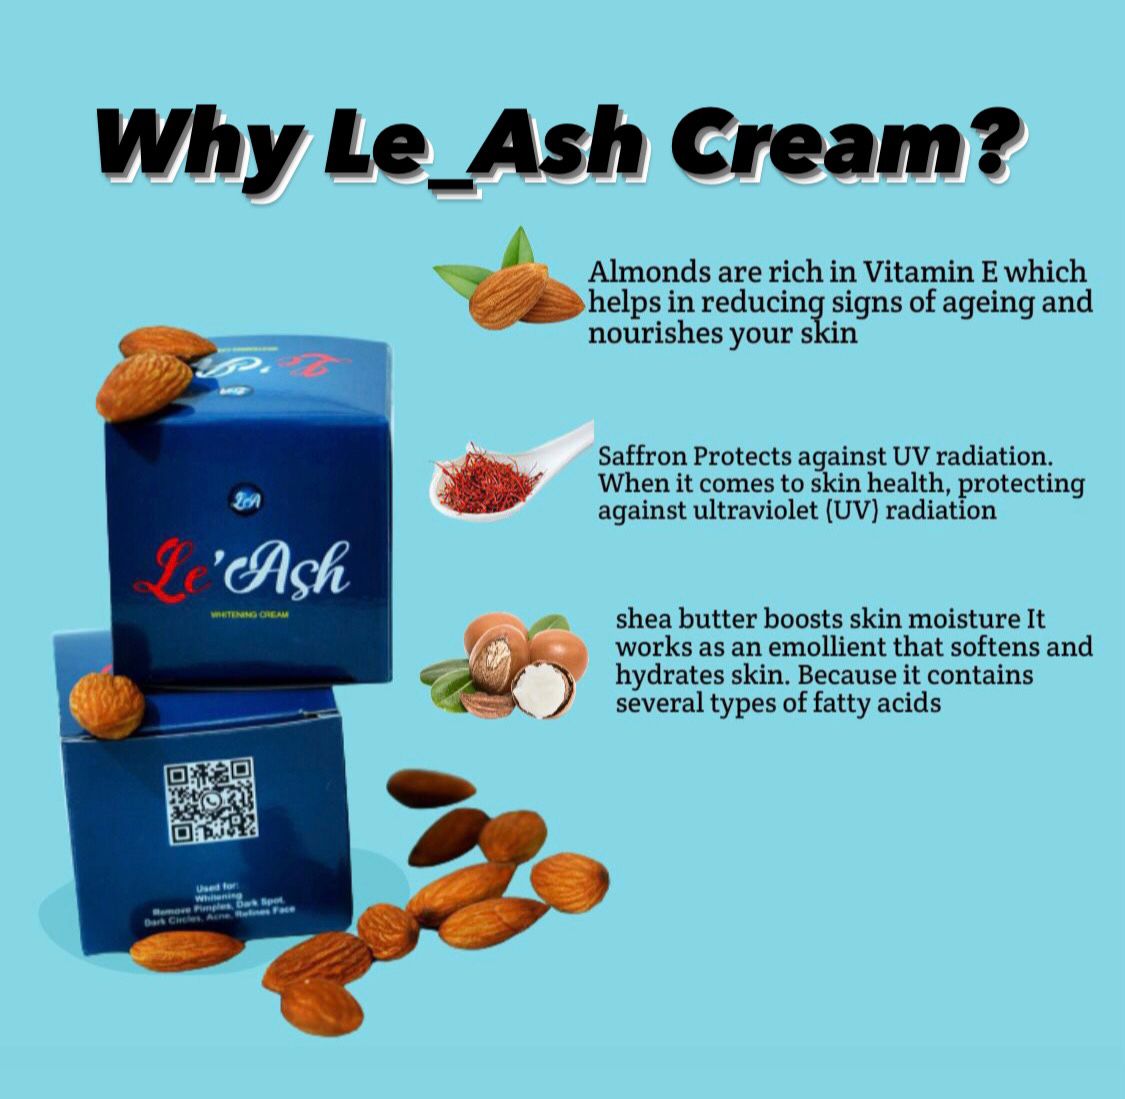 Why Le_Ash Cream?
Almonds are rich in Vitamin E which
helps in reducing signs of ageing and
nourishes your skin
Saffron Protects against UV radiation.
When it comes to skin health, protecting
against ultraviolet (UV) radiation
shea butter boosts skin moisture It
works as an emollient that softens and
hydrates skin. Because it contains
several types of fatty acids
LA
Le'Ash
WHITENING CREAM
Used for:
Whitening
Remove Pimples, Dark Spot,
Dark Circles, Acne, Refines Face